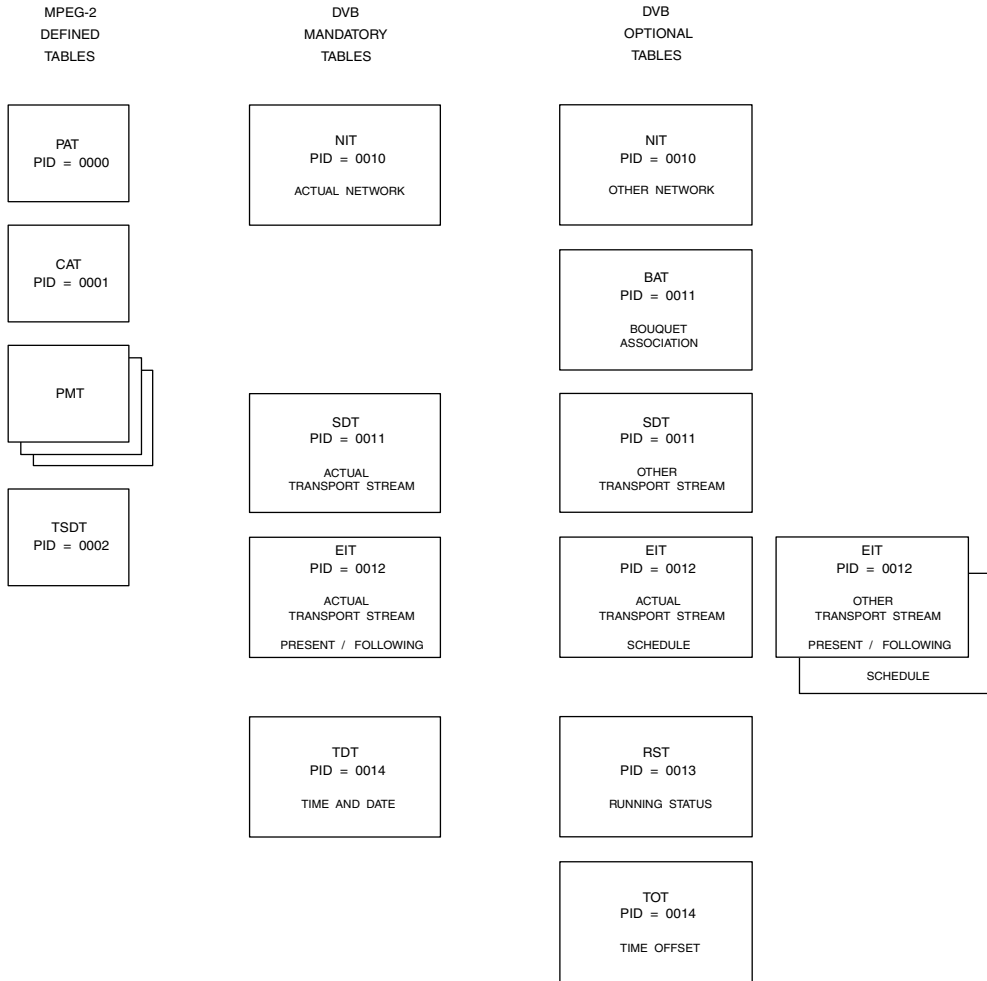 MPEG-2
DEFINED
TABLES
DVB
MANDATORY
TABLES
DVB
OPTIONAL
TABLES
PAT
PID = 0000
CAT
PID = 0001
PMT
TSDT
PID = 0002
NIT
PID = 0010
ACTUAL NETWORK
SDT
PID = 0011
ACTUAL
TRANSPORT STREAM
EIT
PID = 0012
ACTUAL
TRANSPORT STREAM
PRESENT / FOLLOWING
TDT
PID = 0014
TIME AND DATE
NIT
PID = 0010
OTHER NETWORK
BAT
PID = 0011
BOUQUET
ASSOCIATION
SDT
PID = 0011
OTHER
TRANSPORT STREAM
EIT
PID = 0012
ACTUAL
TRANSPORT STREAM
SCHEDULE
EIT
PID = 0012
OTHER
TRANSPORT STREAM
PRESENT / FOLLOWING
SCHEDULE
RST
PID = 0013
RUNNING STATUS
TOT
PID = 0014
TIME OFFSET